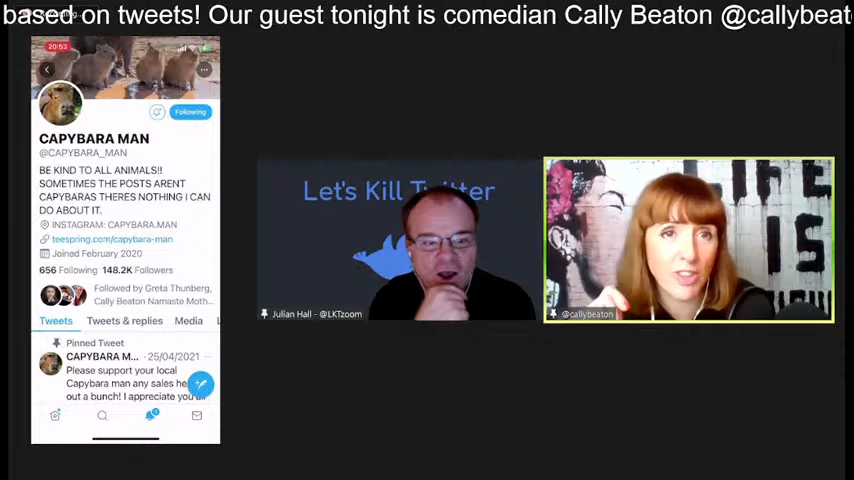 based on tweets! Our guest tonight is comedian Cally Beaton @callybeat
20:53
Following
CAPYBARA MAN
@CAPYBARA_MAN
BE KIND TO ALL ANIMALS!!
SOMETIMES THE POSTS ARENT
CAPYBARAS THERES NOTHING I CAN
DO ABOUT IT.
INSTAGRAM: CAPYBARA.MAN
teespring.com/capybara-man
Joined February 2020
656 Following 148.2K Followers
Followed by Greta Thunberg,
Cally Beaton Namaste Moth...
Tweets Tweets & replies Media L
Pinned Tweet
CAPYBARA M... · 25/04/2021
Please support your local
Capybara man any sales he
out a bunch! I appreciate you all
Let's Kill Twitter
Julian Hall - @LKTzoom
LIFE
IS
@callybeaton